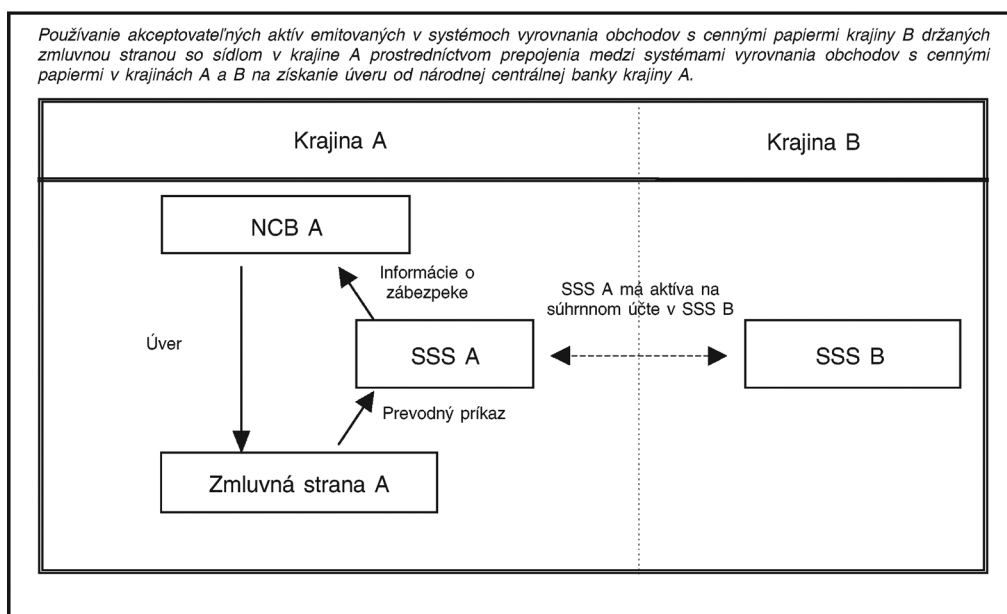 Používanie akceptovateľných aktív emitovaných v systémoch vyrovnania obchodov s cennými papiermi krajiny B držaných
zmluvnou stranou so sídlom v krajine A prostredníctvom prepojenia medzi systémami vyrovnania obchodov s cennými
papiermi v krajinách A a B na získanie úveru od národnej centrálnej banky krajiny A.
Krajina A
Krajina B
NCB A
Informácie o
zábezpeke
SSS A má aktíva na
súhrnnom účte v SSS B
Úver
SSS A
SSS B
Prevodný príkaz
Zmluvná strana A